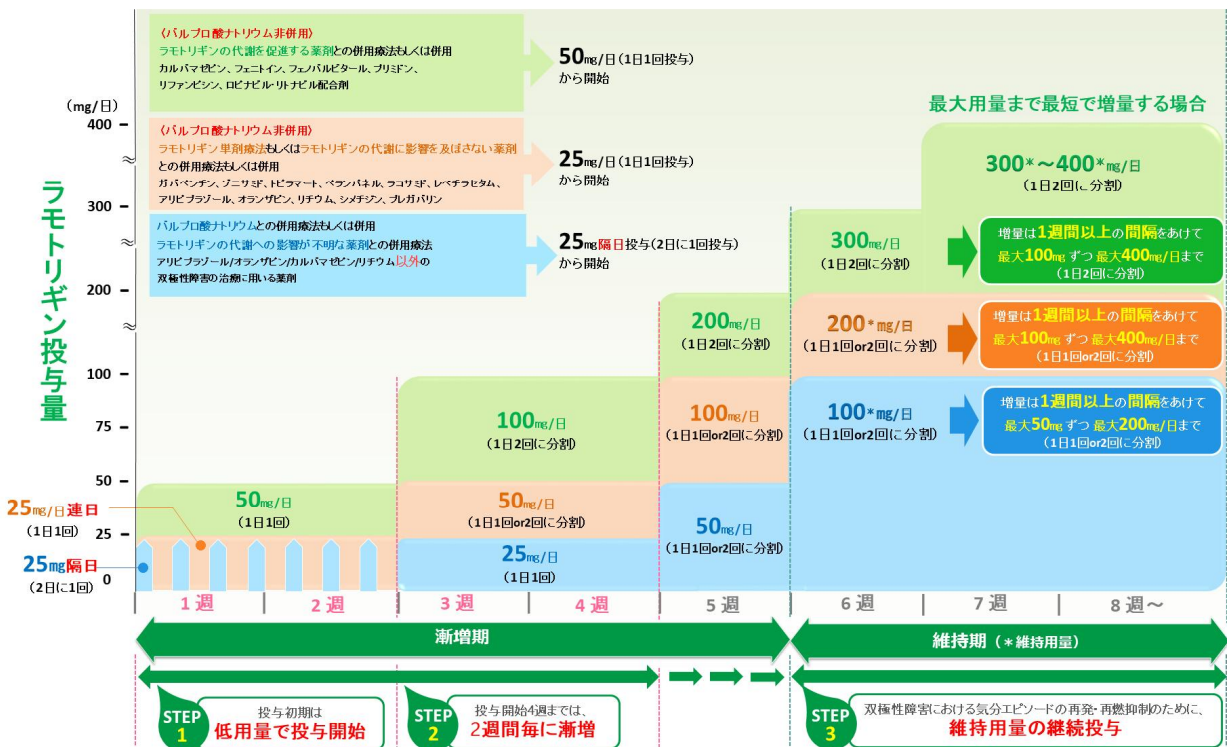 〈バルプロ酸ナトリウム非併用〉
ラモトリギンの代謝を促進する薬剤との併用療法もしくは併用
カルバマゼピン、フェニトイン、フェノバルビタール、プリミドン、
リファンピシン、ロピナビル・リトナビル配合剤
50mg/日(1日1回投与)
から開始
〈バルプロ酸ナトリウム非併用〉
ラモトリギン単剤療法もしくはラモトリギンの代謝に影響を及ぼさない薬剤
との併用療法もしくは併用
ガバペンチン、ゾニサミド、トピラマート、ペランパネル、ラコサミド、レベチラセタム、
アリピプラゾール、オランザピン、リチウム、シメチジン、プレガバリン
25mg/日(1日1回投与)
から開始
バルプロ酸ナトリウムとの併用療法もしくは併用
ラモトリギンの代謝への影響が不明な薬剤との併用療法
アリピプラゾール/オランザピン/カルバマゼピン/リチウム以外の
双極性障害の治療に用いる薬剤
25mg隔日投与(2日に1回投与)
から開始
最大用量まで最短で増量する場合
ラモトリギン投与量
(mg/日)
400
300
200
100
75
50
25
0
25mg/日連日
(1日1回)
25mg隔日
(2日に1回)
50mg/日
(1日1回)
100mg/日
(1日2回に分割)
50mg/日
(1日1回or2回に分割)
25mg/日
(1日1回)
200mg/日
(1日2回に分割)
100mg/日
(1日1回or2回に分割)
50mg/日
(1日1回or2回に分割)
300mg/日
(1日2回に分割)
200*mg/日
(1日1回or2回に分割)
100*mg/日
(1日1回or2回に分割)
300*～400*mg/日
(1日2回に分割)
増量は1週間以上の間隔をあけて
最大100mgずつ最大400mg/日まで
(1日2回に分割)
増量は1週間以上の間隔をあけて
最大100mgずつ最大400mg/日まで
(1日1回or2回に分割)
増量は1週間以上の間隔をあけて
最大50mgずつ最大200mg/日まで
(1日1回or2回に分割)
1週
2週
3週
4週
5週
6週
7週
8週～
漸増期
維持期（*維持用量）
STEP
1
投与初期は
低用量で投与開始
STEP
2
投与開始4週までは、
2週間毎に漸増
STEP
3
双極性障害における気分エピソードの再発・再燃抑制のために、
維持用量の継続投与